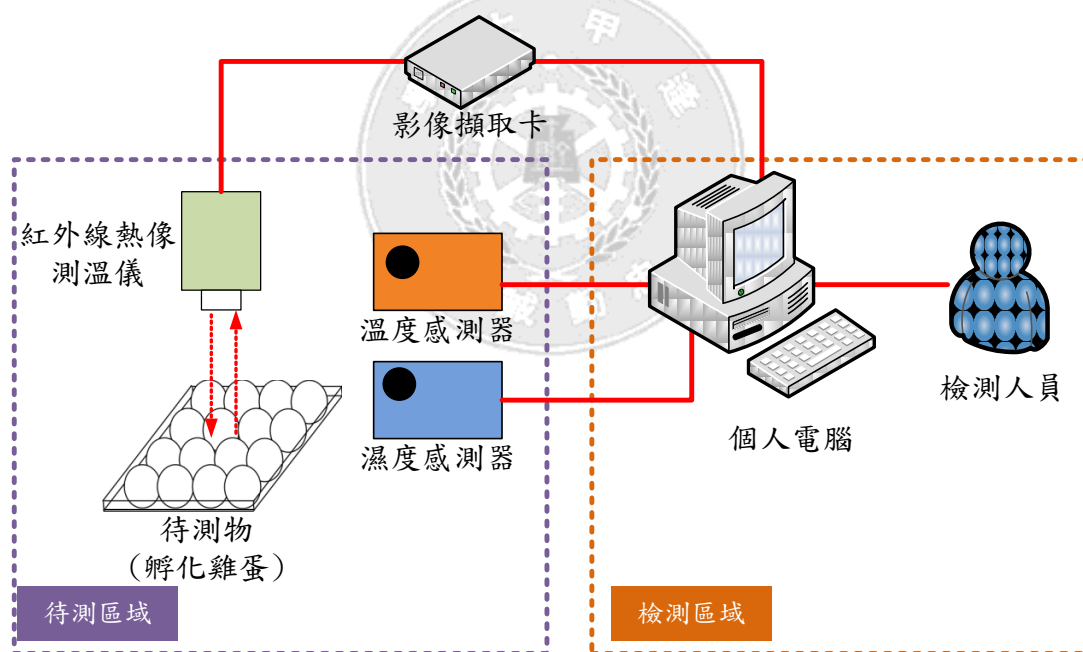 影像擷取卡
紅外線熱像
測溫儀
溫度感測器
濕度感測器
待測物
(孵化雞蛋)
待測區域
個人電腦
檢測人員
檢測區域